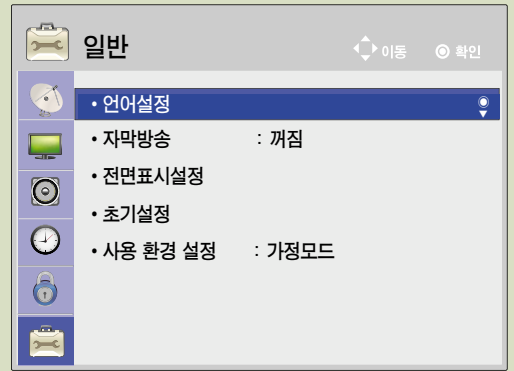 일반 이동 확인
• 언어설정
• 자막방송 : 꺼짐
• 전면표시설정
• 초기설정
• 사용 환경 설정 : 가정모드